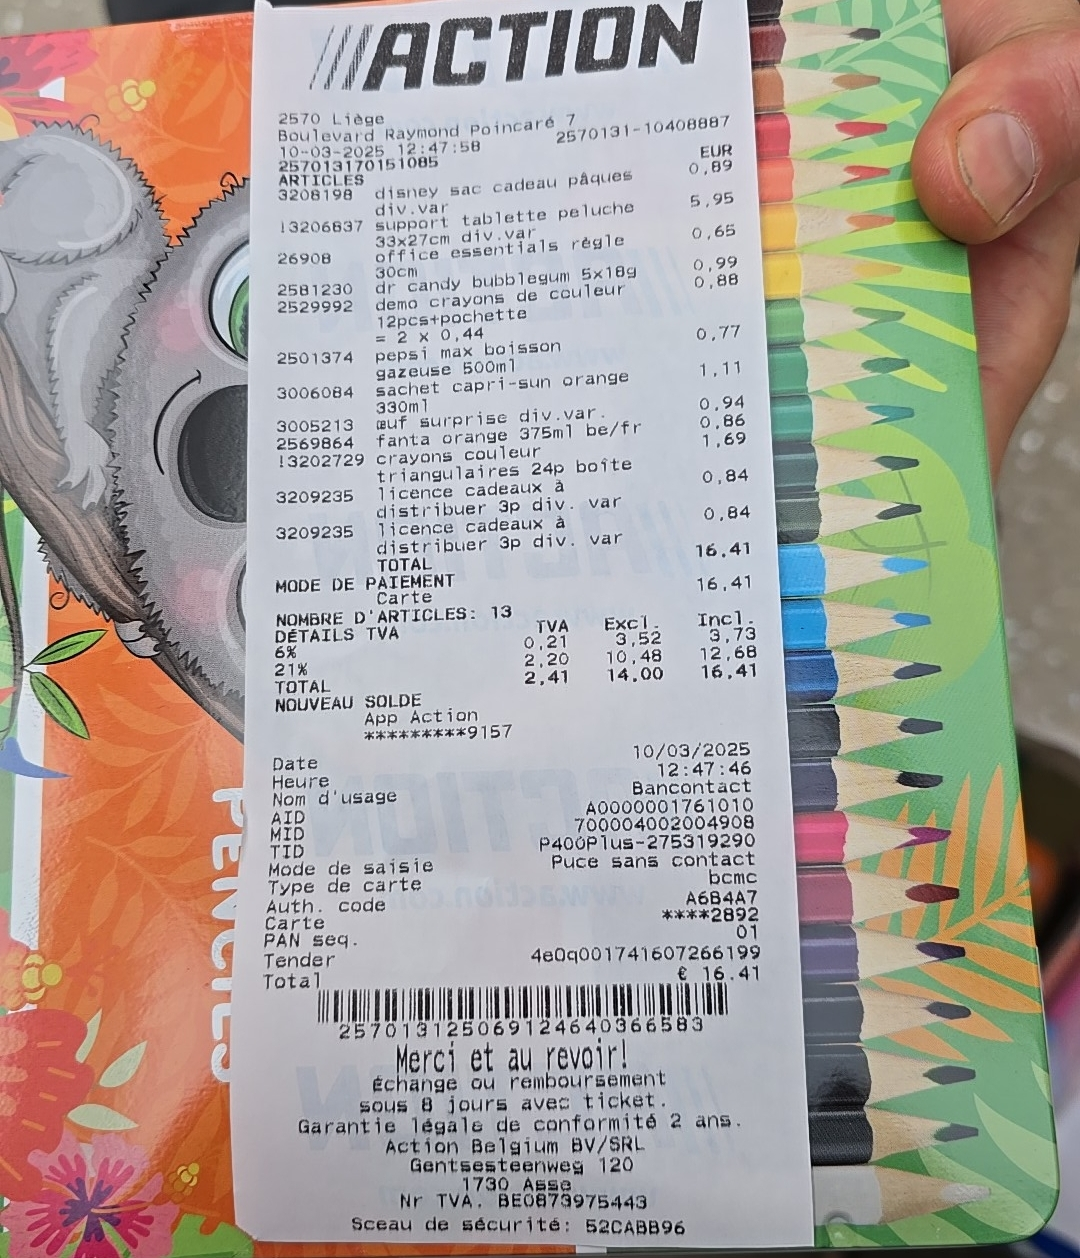 ACTION
2570 Liège
Boulevard Raymond Poincaré 7
10-03-2025 12:47:58 2570131-10408887
257013170151085 EUR
ARTICLES
3208198 disney sac cadeau pâques 0,89
div.var
!3206837 support tablette peluche 5,95
33x27cm div.var
26908 office essentials règle 0,65
30cm
2581230 dr candy bubblegum 5x18g 0,99
2529992 demo crayons de couleur 0,88
12pcs+pochette
= 2 x 0,44
2501374 pepsi max boisson 0,77
gazeuse 500ml
3006084 sachet capri-sun orange 1,11
330ml
3005213 œuf surprise div.var. 0,94
2569864 fanta orange 375ml be/fr 0,86
!3202729 crayons couleur 1,69
triangulaires 24p boîte
3209235 licence cadeaux à 0,84
distribuer 3p div. var
3209235 licence cadeaux à 0,84
distribuer 3p div. var
TOTAL 16,41
MODE DE PAIEMENT
Carte 16,41
NOMBRE D'ARTICLES: 13
DÉTAILS TVA TVA Excl. Incl.
6% 0,21 3,52 3,73
21% 2,20 10,48 12,68
TOTAL 2,41 14,00 16,41
NOUVEAU SOLDE
App Action
*********9157
Date 10/03/2025
Heure 12:47:46
Nom d'usage Bancontact
AID A0000001761010
MID 700004002004908
TID P400Plus-275319290
Mode de saisie Puce sans contact
Type de carte bcmc
Auth. code A6B4A7
Carte ****2892
PAN seq. 01
Tender 4e0q001741607266199
Total € 16.41
257013125069124640366583
Merci et au revoir!
Échange ou remboursement
sous 8 jours avec ticket.
Garantie légale de conformité 2 ans.
Action Belgium BV/SRL
Gentsesteenweg 120
1730 Asse
Nr TVA. BE0873975443
Sceau de sécurité: 52CABB96
PENCILS